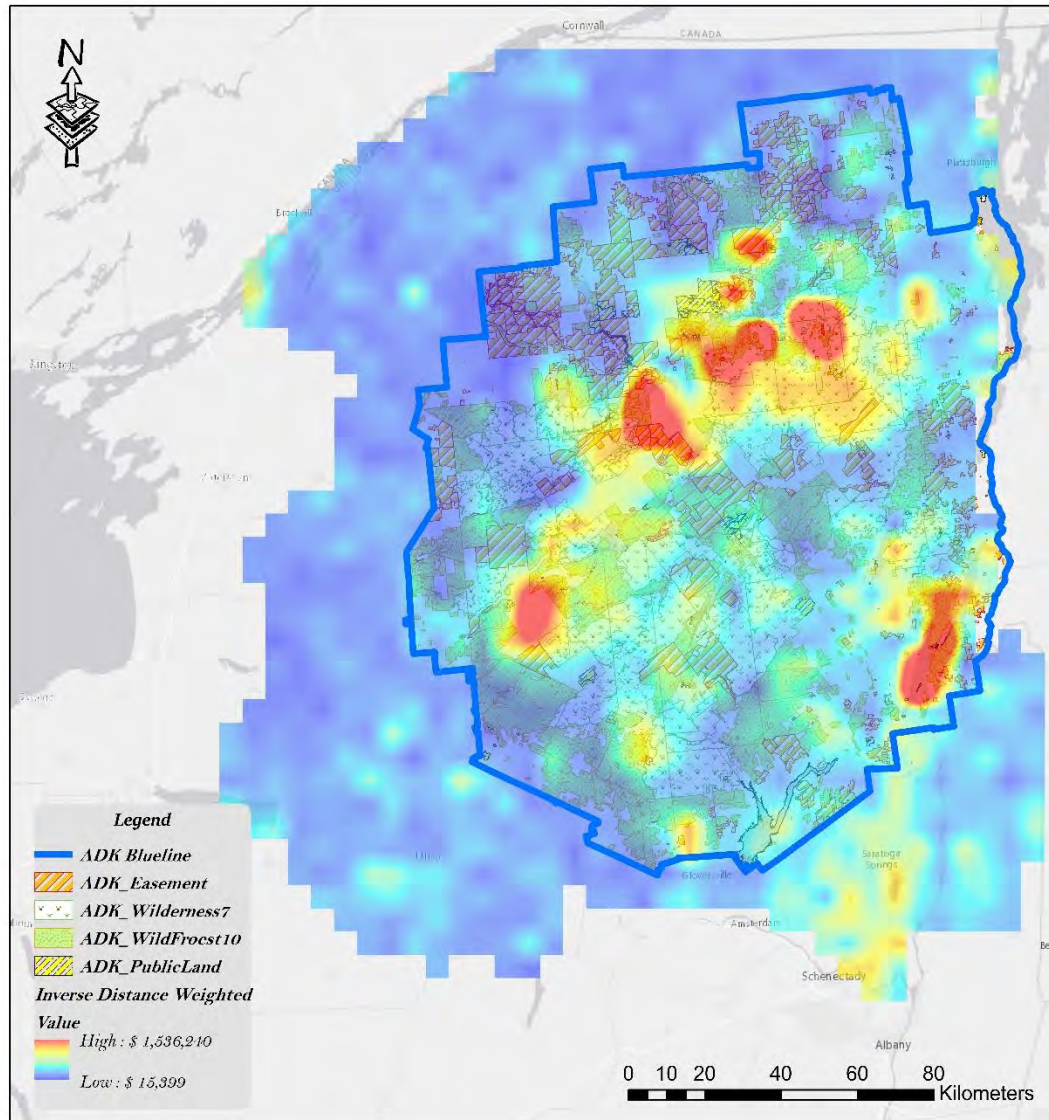 Cornwall
CANADA
N
Plattsburgh
Kingston
Legend
ADK Blueline
ADK_Easement
ADK_Wilderness7
ADK_WildFrocst10
ADK_PublicLand
Inverse Distance Weighted
Value
High : $ 1,536,240
Low : $ 15,399
Saratoga
Springs
Gloversville
Amsterdam
Schenectady
Albany
0 10 20 40 60 80
Kilometers